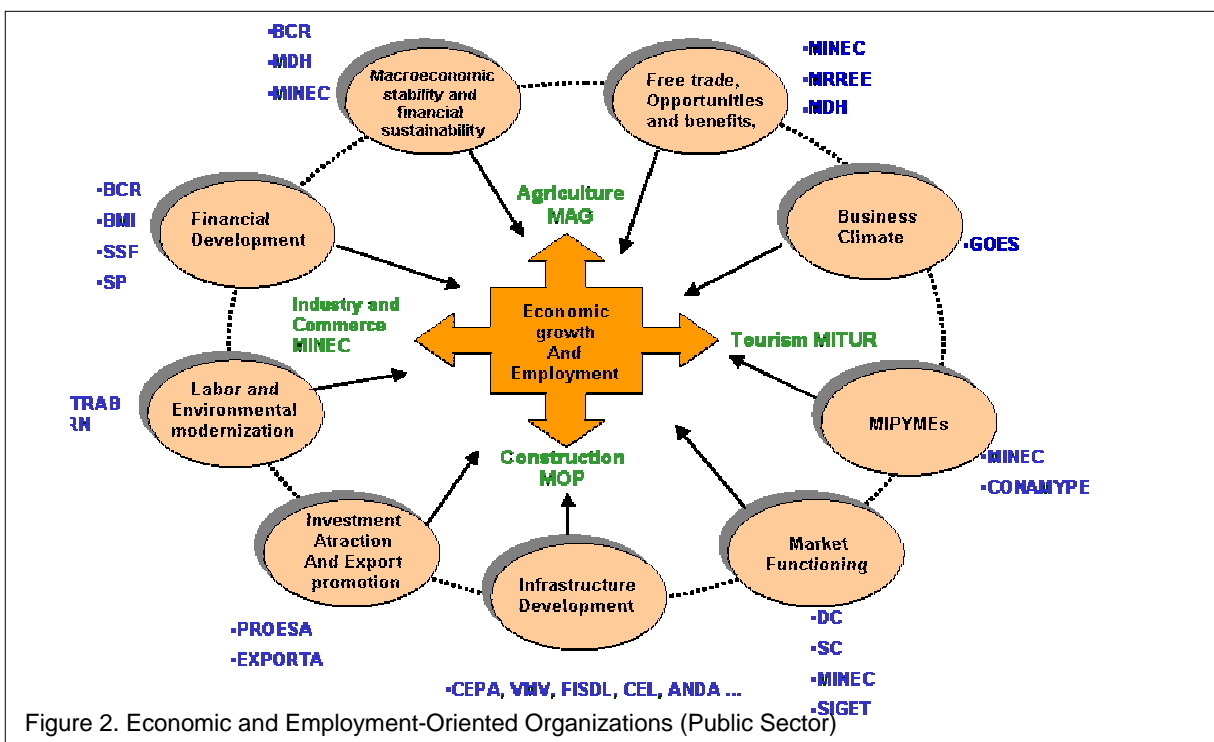 -BCR
-MDH
-MINEC
Macroeconomic
stability and
financial
sustainability
Free trade,
Opportunities
and benefits,
-MINEC
-MRREE
-MDH
Agriculture
MAG
Business
Climate
-GOES
-BCR
-BMI
-SSF
-SP
Financial
Development
Industry and
Commerce
MINEC
Economic
growth
And
Employment
Tourism MITUR
Labor and
Environmental
modernization
TRAB
RN
MIPYMEs
-MINEC
-CONAMYPE
Construction
MOP
Investment
Atraction
And Export
promotion
-PROESA
-EXPORTA
Infrastructure
Development
-CEPA, VMV, FISDL, CEL, ANDA ...
Market
Functioning
-DC
-SC
-MINEC
-SIGET
Figure 2. Economic and Employment-Oriented Organizations (Public Sector)